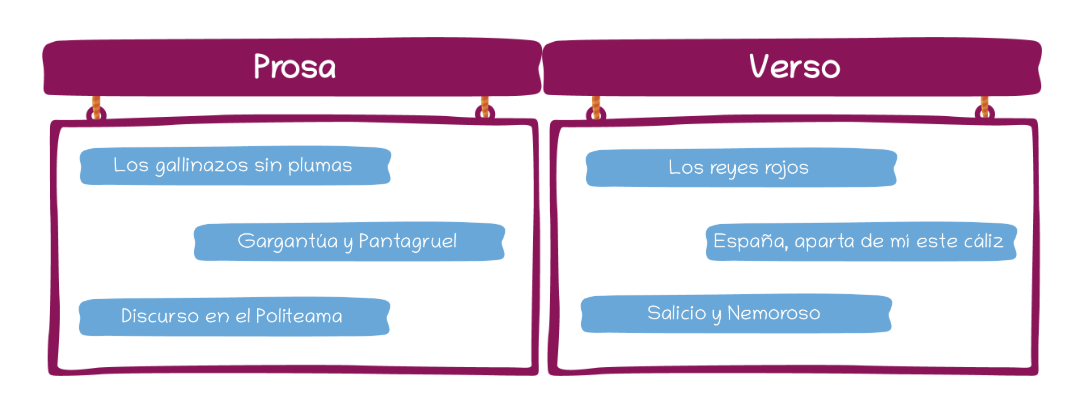 Prosa
Los gallinazos sin plumas
Gargantúa y Pantagruel
Discurso en el Politeama
Verso
Los reyes rojos
España, aparta de mi este cáliz
Salicio y Nemoroso